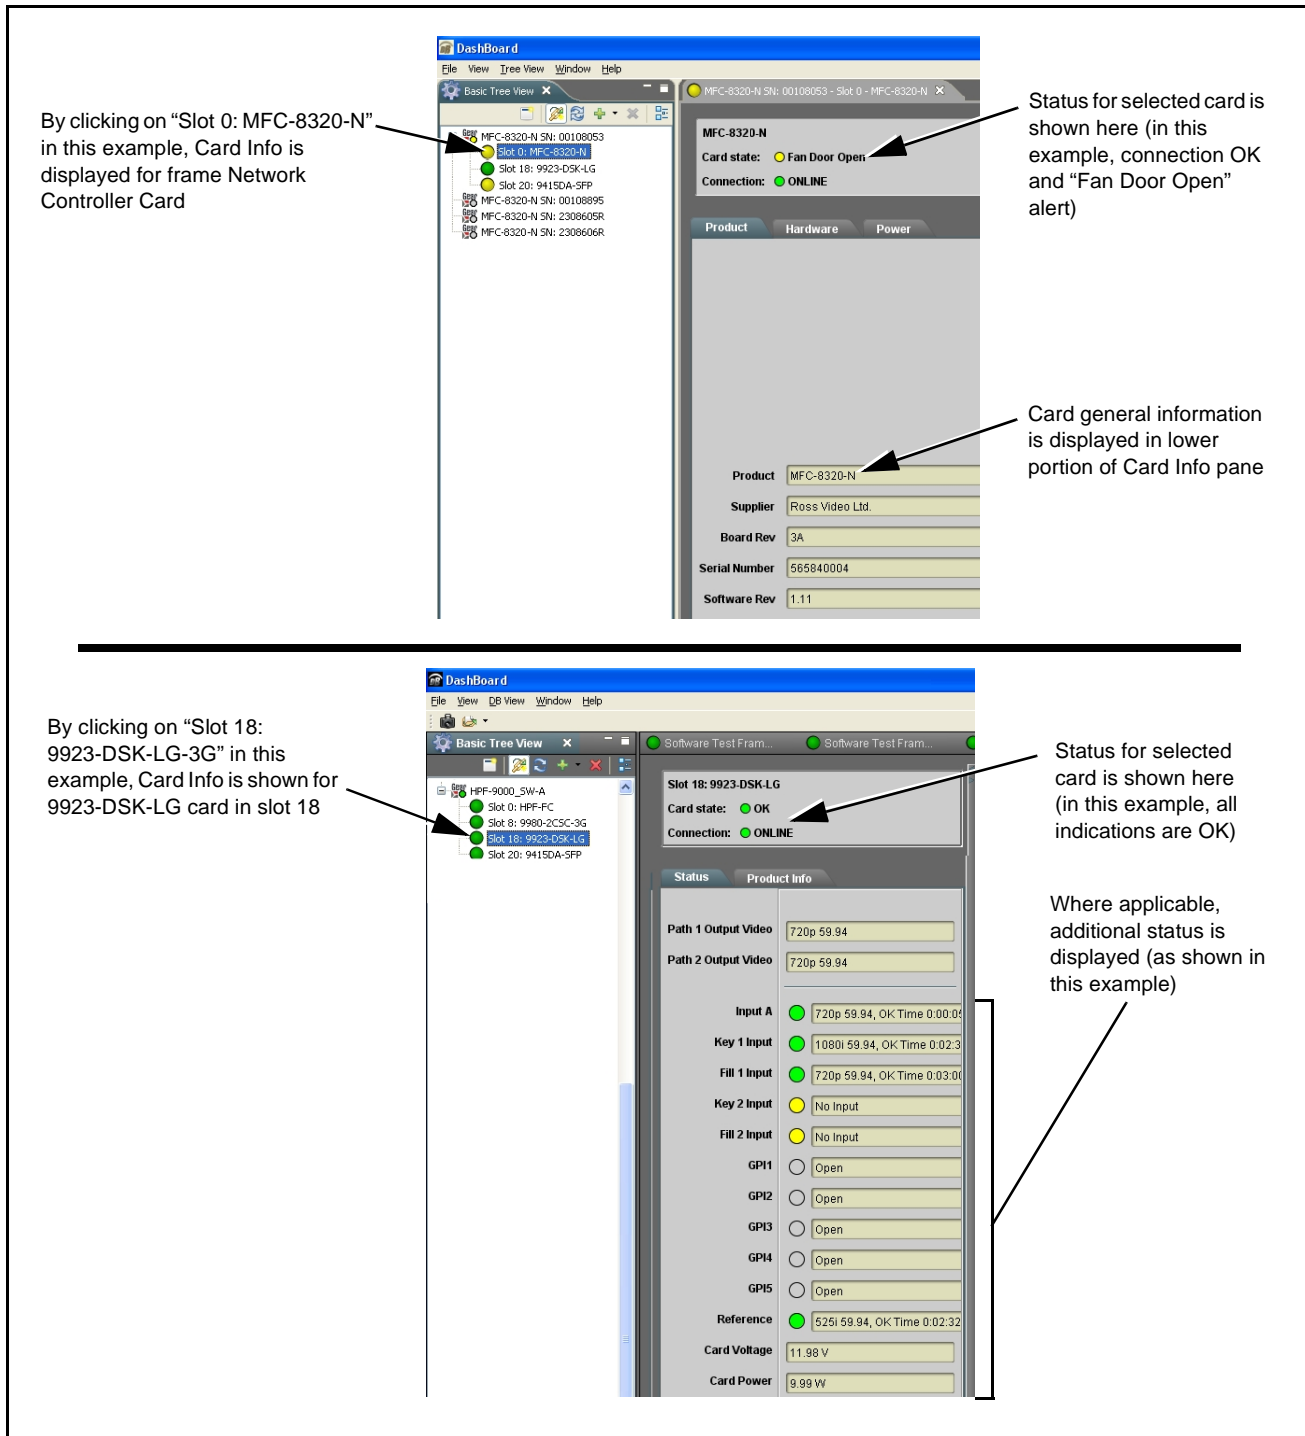 DashBoard
File View Tree View Window Help
Basic Tree View
MFC-8320-N SN: 00108053 - Slot 0 - MFC-8320-N
MFC-8320-N SN: 00108053
Slot 0: MFC-8320-N
Slot 18: 9923-DSK-LG
Slot 20: 9415DA-SFP
MFC-8320-N SN: 00108895
MFC-8320-N SN: 2308605R
MFC-8320-N SN: 2308606R
MFC-8320-N
Card state: Fan Door Open
Connection: ONLINE
Product Hardware Power
Product MFC-8320-N
Supplier Ross Video Ltd.
Board Rev 3A
Serial Number 565840004
Software Rev 1.11
By clicking on “Slot 0: MFC-8320-N”
in this example, Card Info is
displayed for frame Network
Controller Card
Status for selected card is
shown here (in this
example, connection OK
and “Fan Door Open”
alert)
Card general information
is displayed in lower
portion of Card Info pane
DashBoard
File View DB View Window Help
Basic Tree View
Software Test Fram...
Software Test Fram...
HPF-9000_SW-A
Slot 0: HPF-FC
Slot 8: 9980-2CSC-3G
Slot 18: 9923-DSK-LG
Slot 20: 9415DA-SFP
Slot 18: 9923-DSK-LG
Card state: OK
Connection: ONLINE
Status Product Info
Path 1 Output Video 720p 59.94
Path 2 Output Video 720p 59.94
Input A 720p 59.94, OK Time 0:00:05
Key 1 Input 1080i 59.94, OK Time 0:02:3
Fill 1 Input 720p 59.94, OK Time 0:03:00
Key 2 Input No Input
Fill 2 Input No Input
GPI1 Open
GPI2 Open
GPI3 Open
GPI4 Open
GPI5 Open
Reference 525i 59.94, OK Time 0:02:32
Card Voltage 11.98 V
Card Power 9.99 W
By clicking on “Slot 18:
9923-DSK-LG-3G” in this
example, Card Info is shown for
9923-DSK-LG card in slot 18
Status for selected
card is shown here
(in this example, all
indications are OK)
Where applicable,
additional status is
displayed (as shown in
this example)